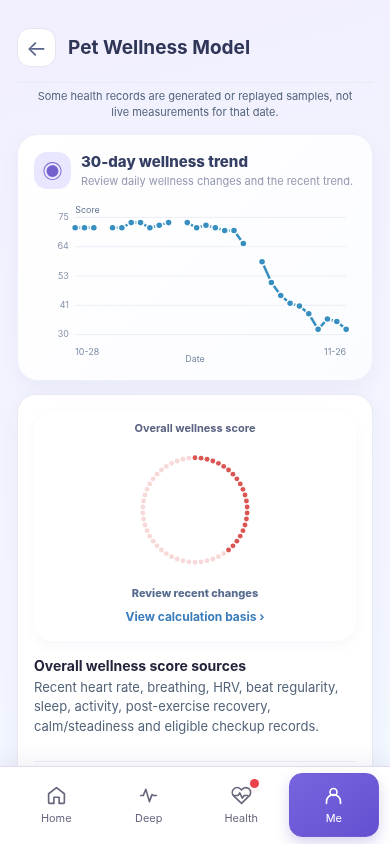 Pet Wellness Model
Some health records are generated or replayed samples, not
live measurements for that date.
30-day wellness trend
Review daily wellness changes and the recent trend.
Score
75
64
53
41
30
10-28
11-26
Date
Overall wellness score
Review recent changes
View calculation basis ›
Overall wellness score sources
Recent heart rate, breathing, HRV, beat regularity,
sleep, activity, post-exercise recovery,
calm/steadiness and eligible checkup records.
Home
Deep
Health
Me